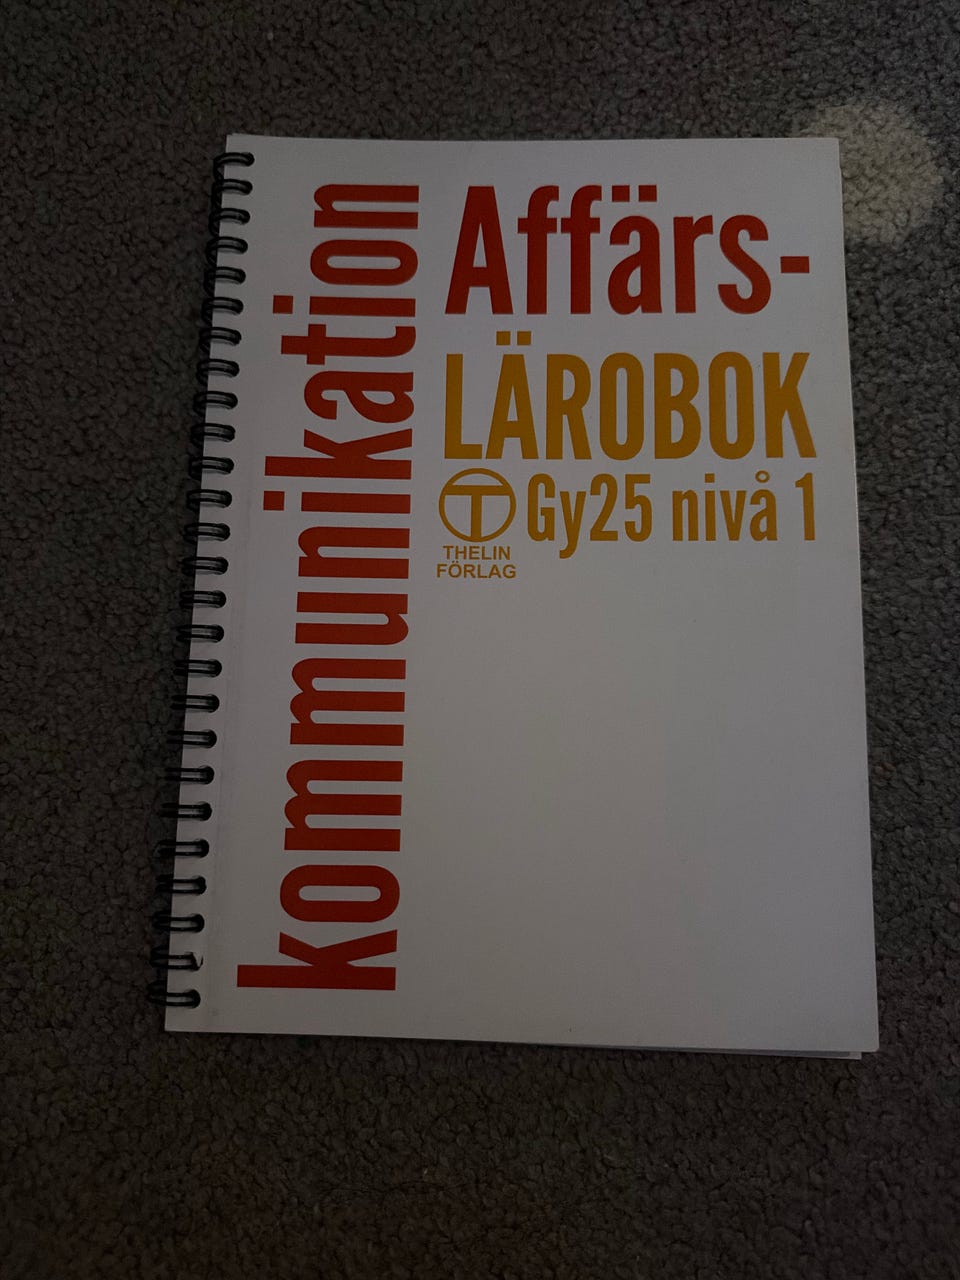 Affärs-
kommunikation
LÄROBOK
Gy25 nivå 1
T
THELIN
FÖRLAG